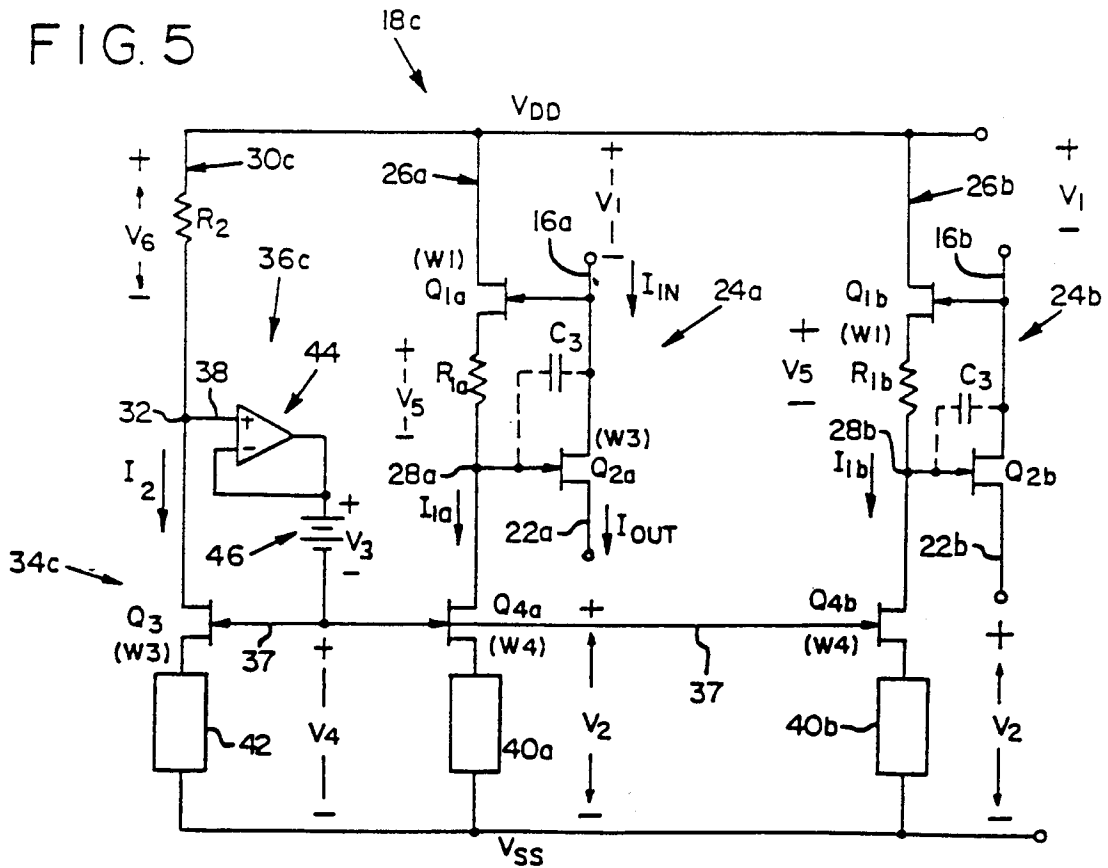 FIG. 5
18c
VDD
+ 30c 26a + V1 - 26b + V1 -
V6 R2 16a 16b
- 36c (W1) Q1a IIN 24a Q1b (W1) 24b
+ V5 - R1a C3 + V5 - R1b C3
32 38 + - 44
28a (W3) Q2a 28b Q2b
I2 I1a 22a IOUT I1b 22b
46 + V3 -
34c
Q3 (W3) 37 Q4a (W4) + 37 Q4b (W4) +
+ V4 - V2 V2
42 40a - 40b -
VSS